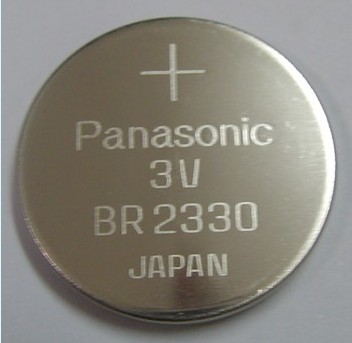 +
Panasonic
3V
BR 2330
JAPAN